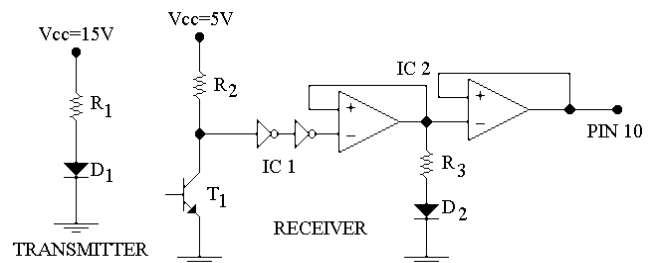 Vcc=15V
R1
D1
TRANSMITTER
Vcc=5V
R2
T1
IC 1
RECEIVER
+
−
R3
D2
IC 2
+
−
PIN 10